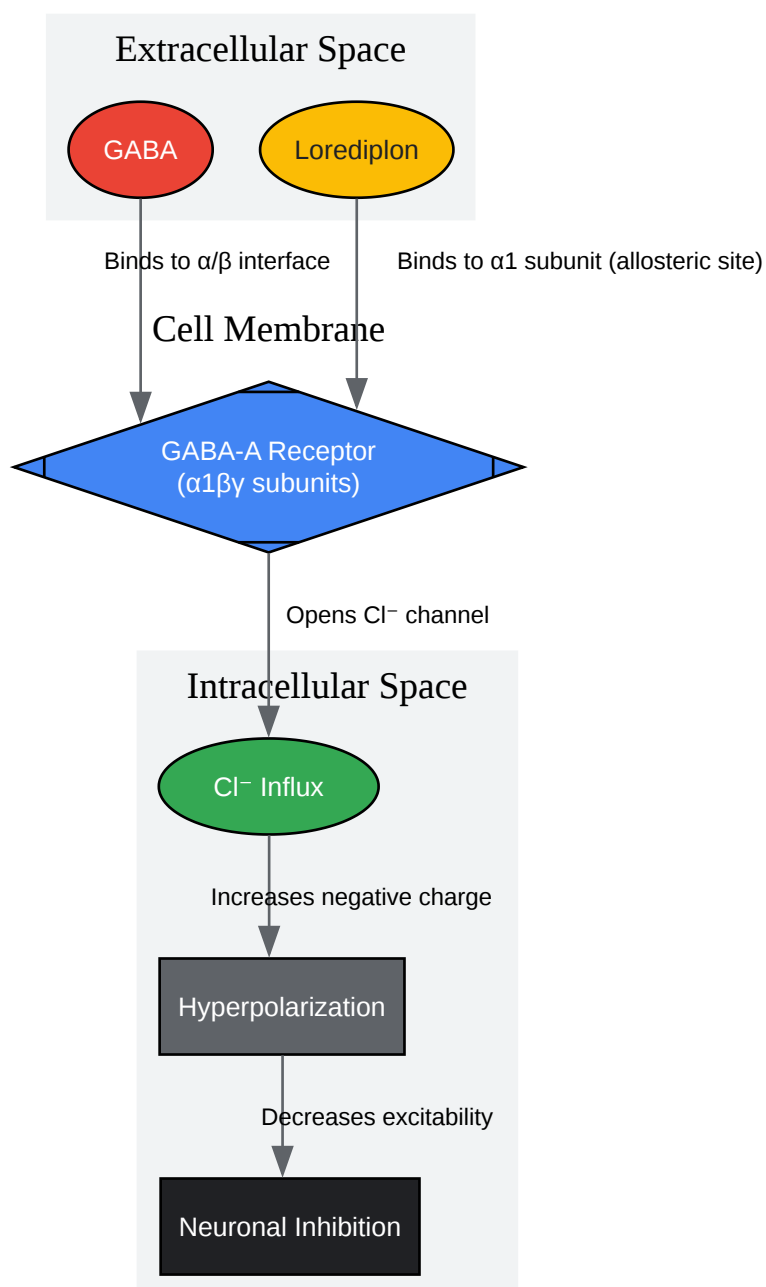 Extracellular Space
GABA
Lorediplon
Binds to α/β interface
Binds to α1 subunit (allosteric site)
Cell Membrane
GABA-A Receptor
(α1βγ subunits)
Opens Cl⁻ channel
Intracellular Space
Cl⁻ Influx
Increases negative charge
Hyperpolarization
Decreases excitability
Neuronal Inhibition